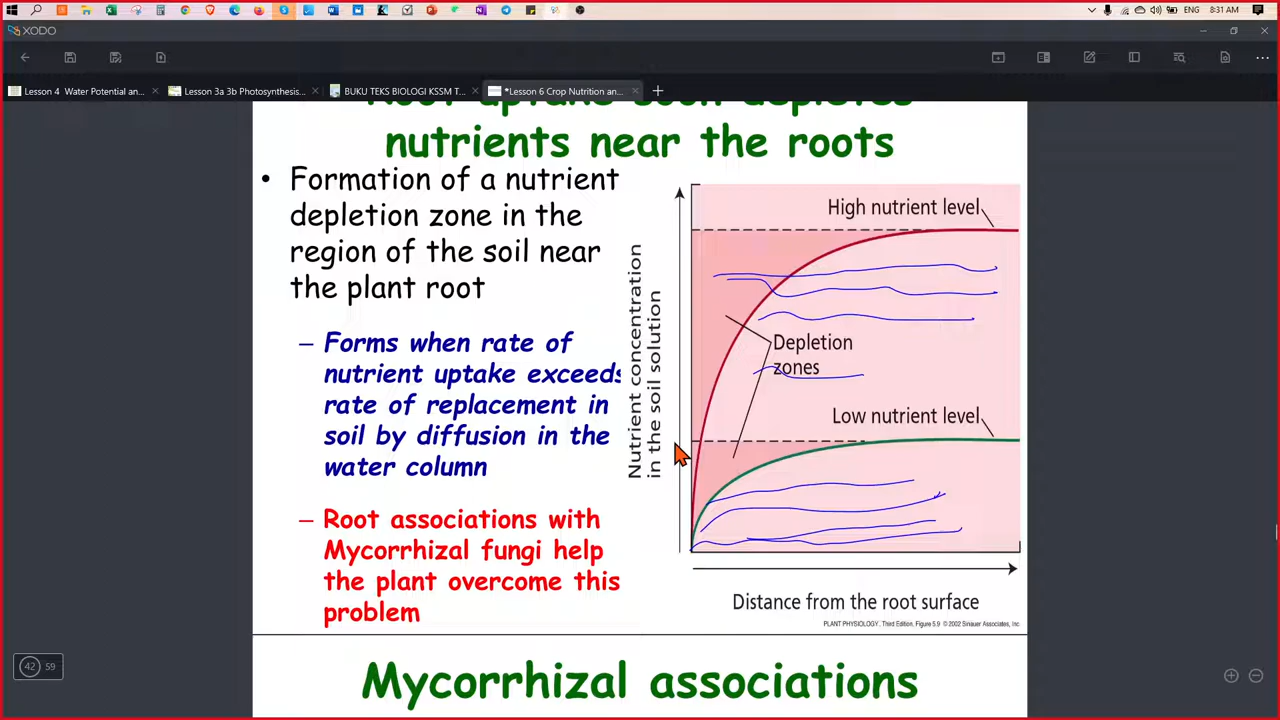 ENG
8:31 AM
XODO
Lesson 4 Water Potential an...
Lesson 3a 3b Photosynthesis...
BUKU TEKS BIOLOGI KSSM T...
*Lesson 6 Crop Nutrition an...
Root uptake soon depletes
nutrients near the roots
• Formation of a nutrient
depletion zone in the
region of the soil near
the plant root
– Forms when rate of
nutrient uptake exceeds
rate of replacement in
soil by diffusion in the
water column
– Root associations with
Mycorrhizal fungi help
the plant overcome this
problem
Nutrient concentration
in the soil solution
High nutrient level
Depletion
zones
Low nutrient level
Distance from the root surface
PLANT PHYSIOLOGY, Third Edition, Figure 5.9 © 2002 Sinauer Associates, Inc.
42 59
Mycorrhizal associations